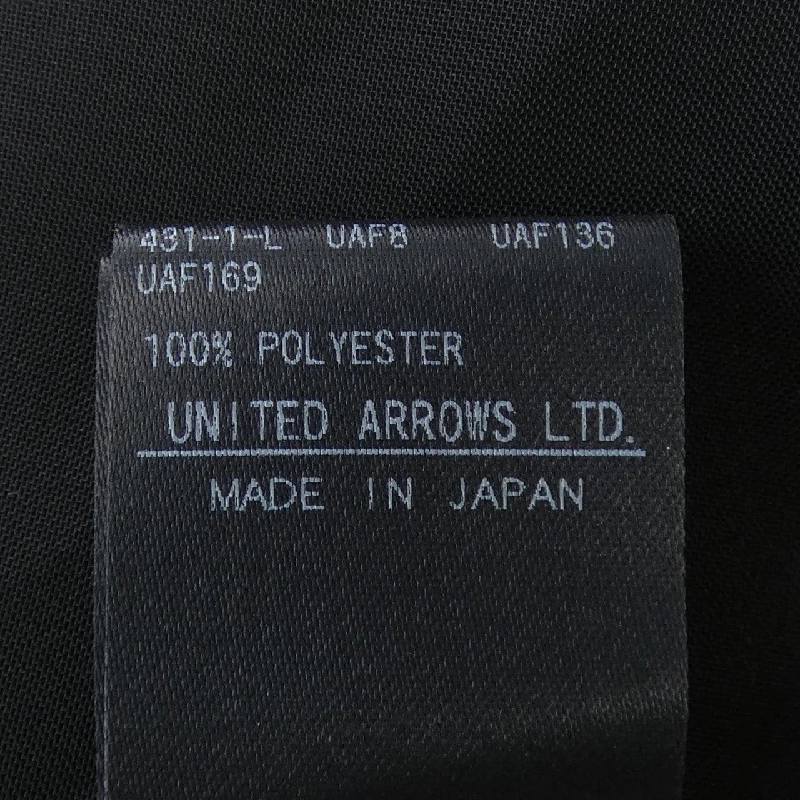 431-1-L UAF8 UAF136
UAF169
100% POLYESTER
UNITED ARROWS LTD.
MADE IN JAPAN